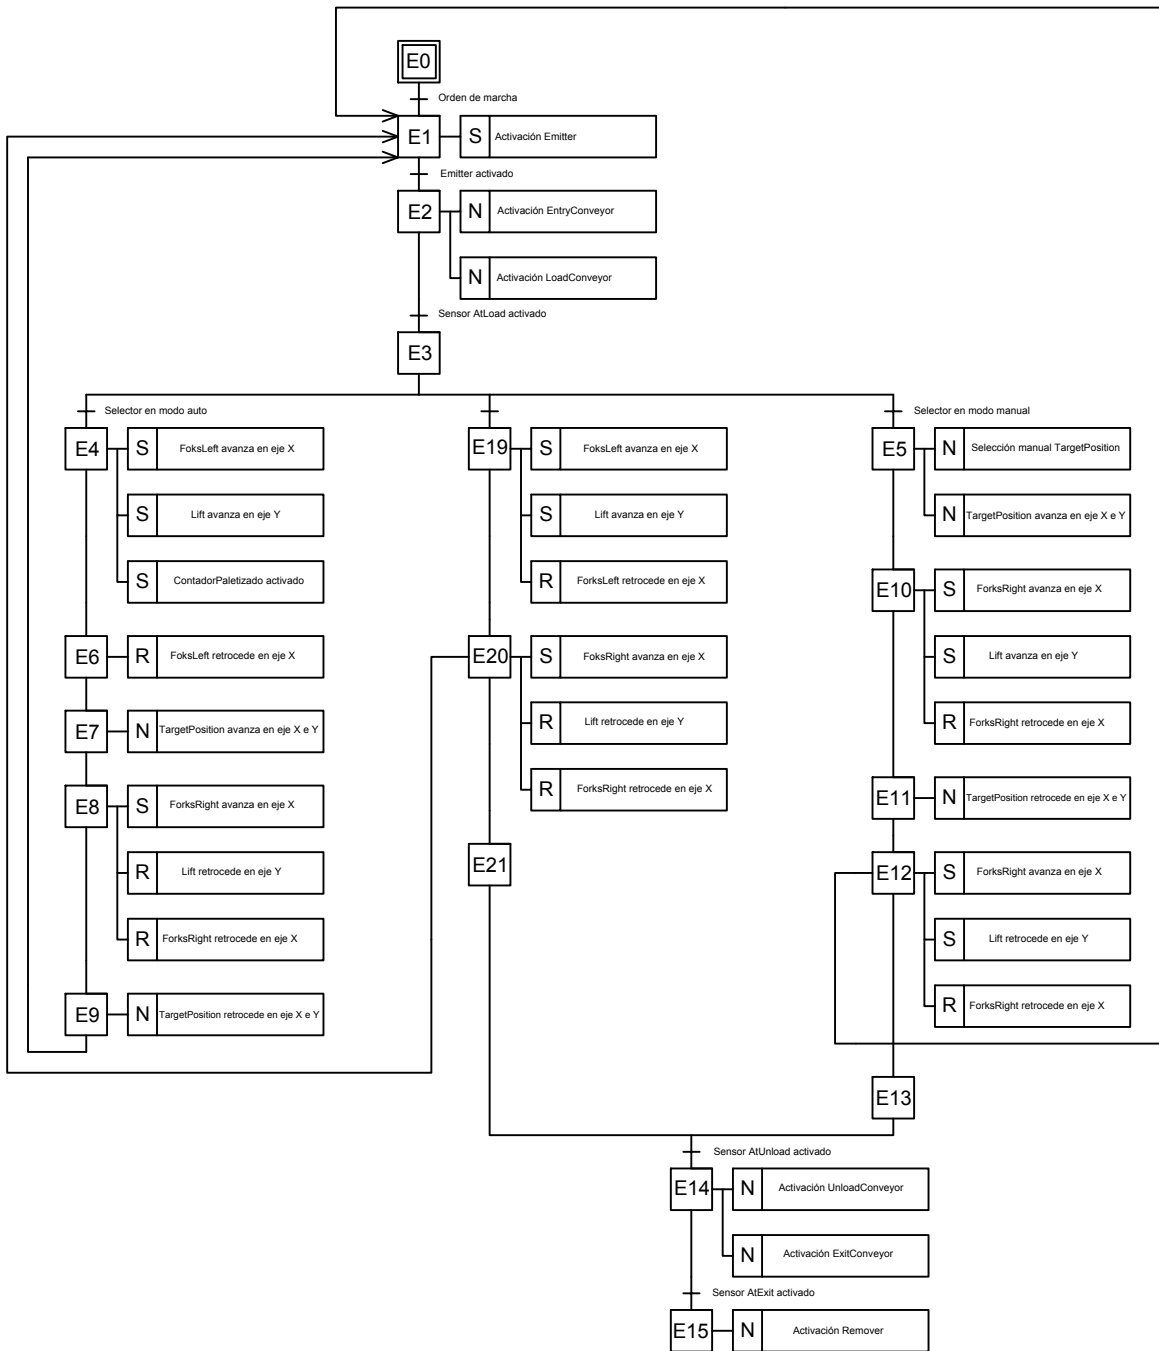 E0
Orden de marcha
E1
S
Activación Emitter
Emitter activado
E2
N
Activación EntryConveyor
N
Activación LoadConveyor
Sensor AtLoad activado
E3
Selector en modo auto
E4
S
FoksLeft avanza en eje X
S
Lift avanza en eje Y
S
ContadorPaletizado activado
E6
R
FoksLeft retrocede en eje X
E7
N
TargetPosition avanza en eje X e Y
E8
S
ForksRight avanza en eje X
R
Lift retrocede en eje Y
R
ForksRight retrocede en eje X
E9
N
TargetPosition retrocede en eje X e Y
E19
S
FoksLeft avanza en eje X
S
Lift avanza en eje Y
R
ForksLeft retrocede en eje X
E20
S
FoksRight avanza en eje X
R
Lift retrocede en eje Y
R
ForksRight retrocede en eje X
E21
Selector en modo manual
E5
N
Selección manual TargetPosition
N
TargetPosition avanza en eje X e Y
E10
S
ForksRight avanza en eje X
S
Lift avanza en eje Y
R
ForksRight retrocede en eje X
E11
N
TargetPosition retrocede en eje X e Y
E12
S
ForksRight avanza en eje X
S
Lift retrocede en eje Y
R
ForksRight retrocede en eje X
E13
Sensor AtUnload activado
E14
N
Activación UnloadConveyor
N
Activación ExitConveyor
Sensor AtExit activado
E15
N
Activación Remover